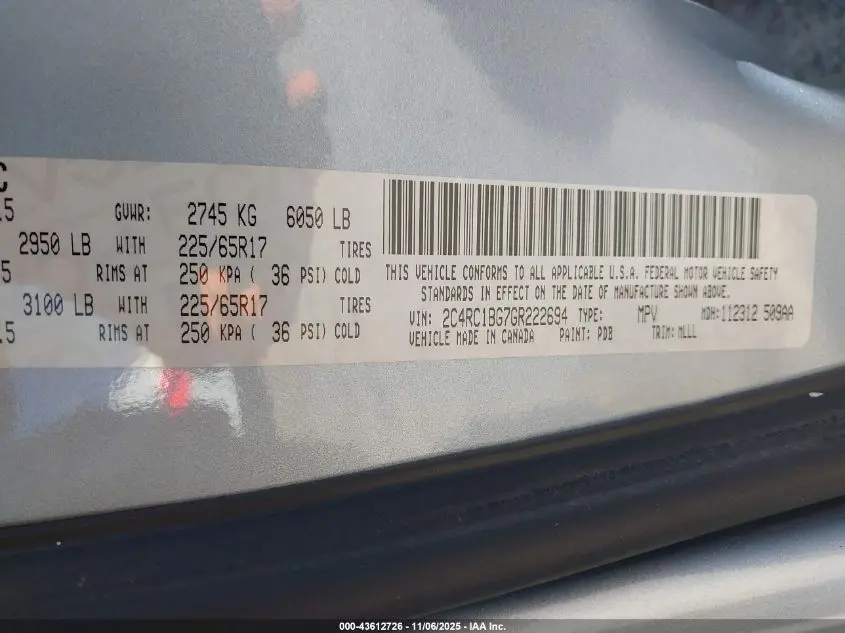 C
.5 GVWR: 2745 KG 6050 LB
2950 LB WITH 225/65R17 TIRES
5 RIMS AT 250 KPA ( 36 PSI) COLD
3100 LB WITH 225/65R17 TIRES
.5 RIMS AT 250 KPA ( 36 PSI) COLD
THIS VEHICLE CONFORMS TO ALL APPLICABLE U.S.A. FEDERAL MOTOR VEHICLE SAFETY
STANDARDS IN EFFECT ON THE DATE OF MANUFACTURE SHOWN ABOVE.
VIN: 2C4RC1BG7GR222694 TYPE: MPV MDH: 112312 509AA
VEHICLE MADE IN CANADA PAINT: PDB TRIM: MLLL
000-43612726 - 11/06/2025 - IAA Inc.